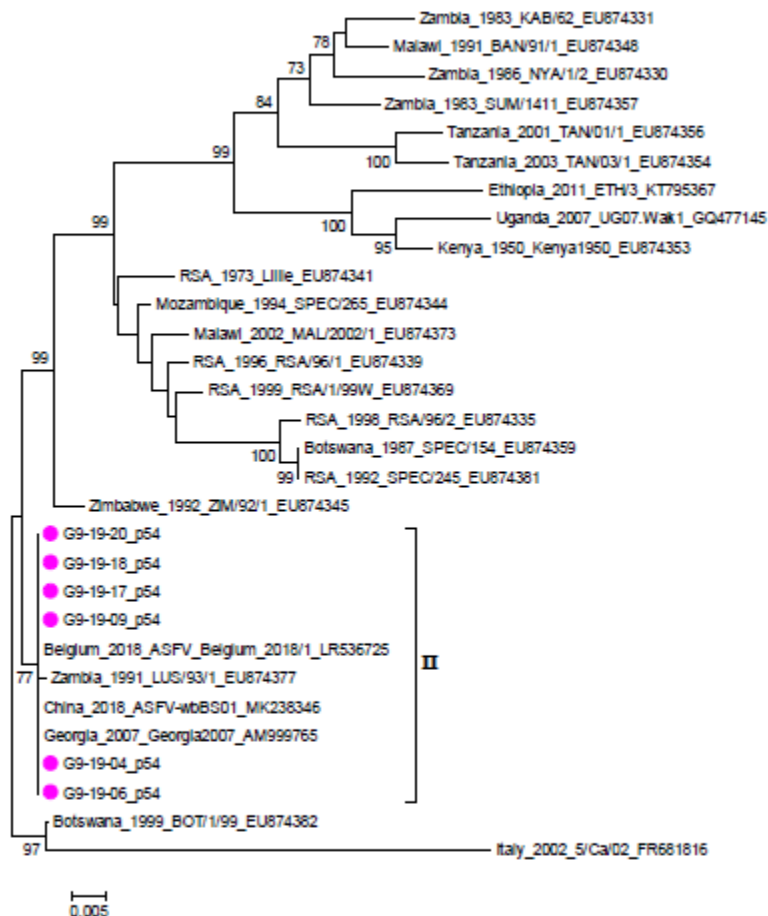 Zambia_1983_KAB/62_EU874331
78
Malawi_1991_BAN/91/1_EU874348
73
Zambia_1986_NYA/1/2_EU874330
84
Zambia_1983_SUM/1411_EU874357
Tanzania_2001_TAN/01/1_EU874356
99
100
Tanzania_2003_TAN/03/1_EU874354
Ethiopia_2011_ETH/3_KT795367
99
100
Uganda_2007_UG07.Wak1_GQ477145
95
Kenya_1950_Kenya1950_EU874353
RSA_1973_Lillie_EU874341
Mozambique_1994_SPEC/265_EU874344
Malawi_2002_MAL/2002/1_EU874373
99
RSA_1996_RSA/96/1_EU874339
RSA_1999_RSA/1/99W_EU874369
RSA_1998_RSA/96/2_EU874335
100
Botswana_1987_SPEC/154_EU874359
99
RSA_1992_SPEC/245_EU874381
Zimbabwe_1992_ZIM/92/1_EU874345
G9-19-20_p54
G9-19-18_p54
G9-19-17_p54
G9-19-09_p54
Belgium_2018_ASFV_Belgium_2018/1_LR536725
II
77
Zambia_1991_LUS/93/1_EU874377
China_2018_ASFV-wbBS01_MK238346
Georgia_2007_Georgia2007_AM999765
G9-19-04_p54
G9-19-06_p54
Botswana_1999_BOT/1/99_EU874382
97
Italy_2002_5/Ca/02_FR681816
0.005